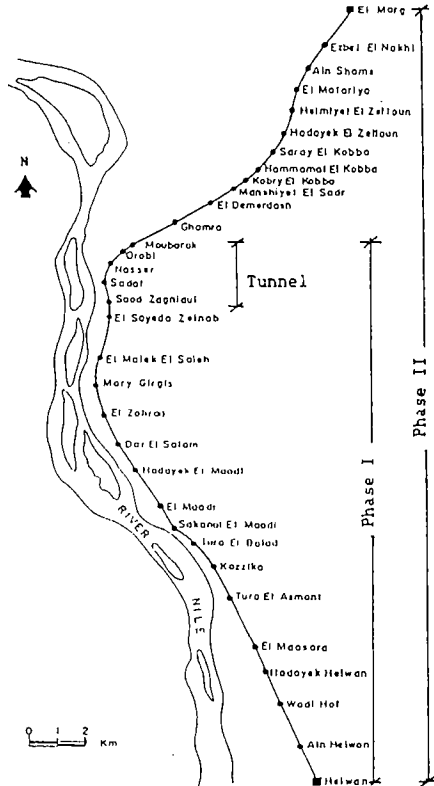 El Marg
Ezbet El Nakhl
Ain Shams
El Matariya
Helmiyet El Zeitoun
Hadayek El Zeitoun
Saray El Kobba
Hammamat El Kobba
Kobry El Kobba
Manshiyet El Sadr
El Demerdash
Ghamra
Moubarak
Orabi
Nasser
Sadat
Saad Zaghloul
El Sayeda Zeinab
El Malek El Saleh
Mary Girgis
El Zahraa
Dar El Salam
Hadayek El Maadi
El Maadi
Sakanat El Maadi
Tura El Balad
Kozzika
Tura El Asmant
El Maasara
Hadayek Helwan
Wadi Hof
Ain Helwan
Helwan
N
Tunnel
Phase I
Phase II
RIVER
NILE
0 1 2
Km